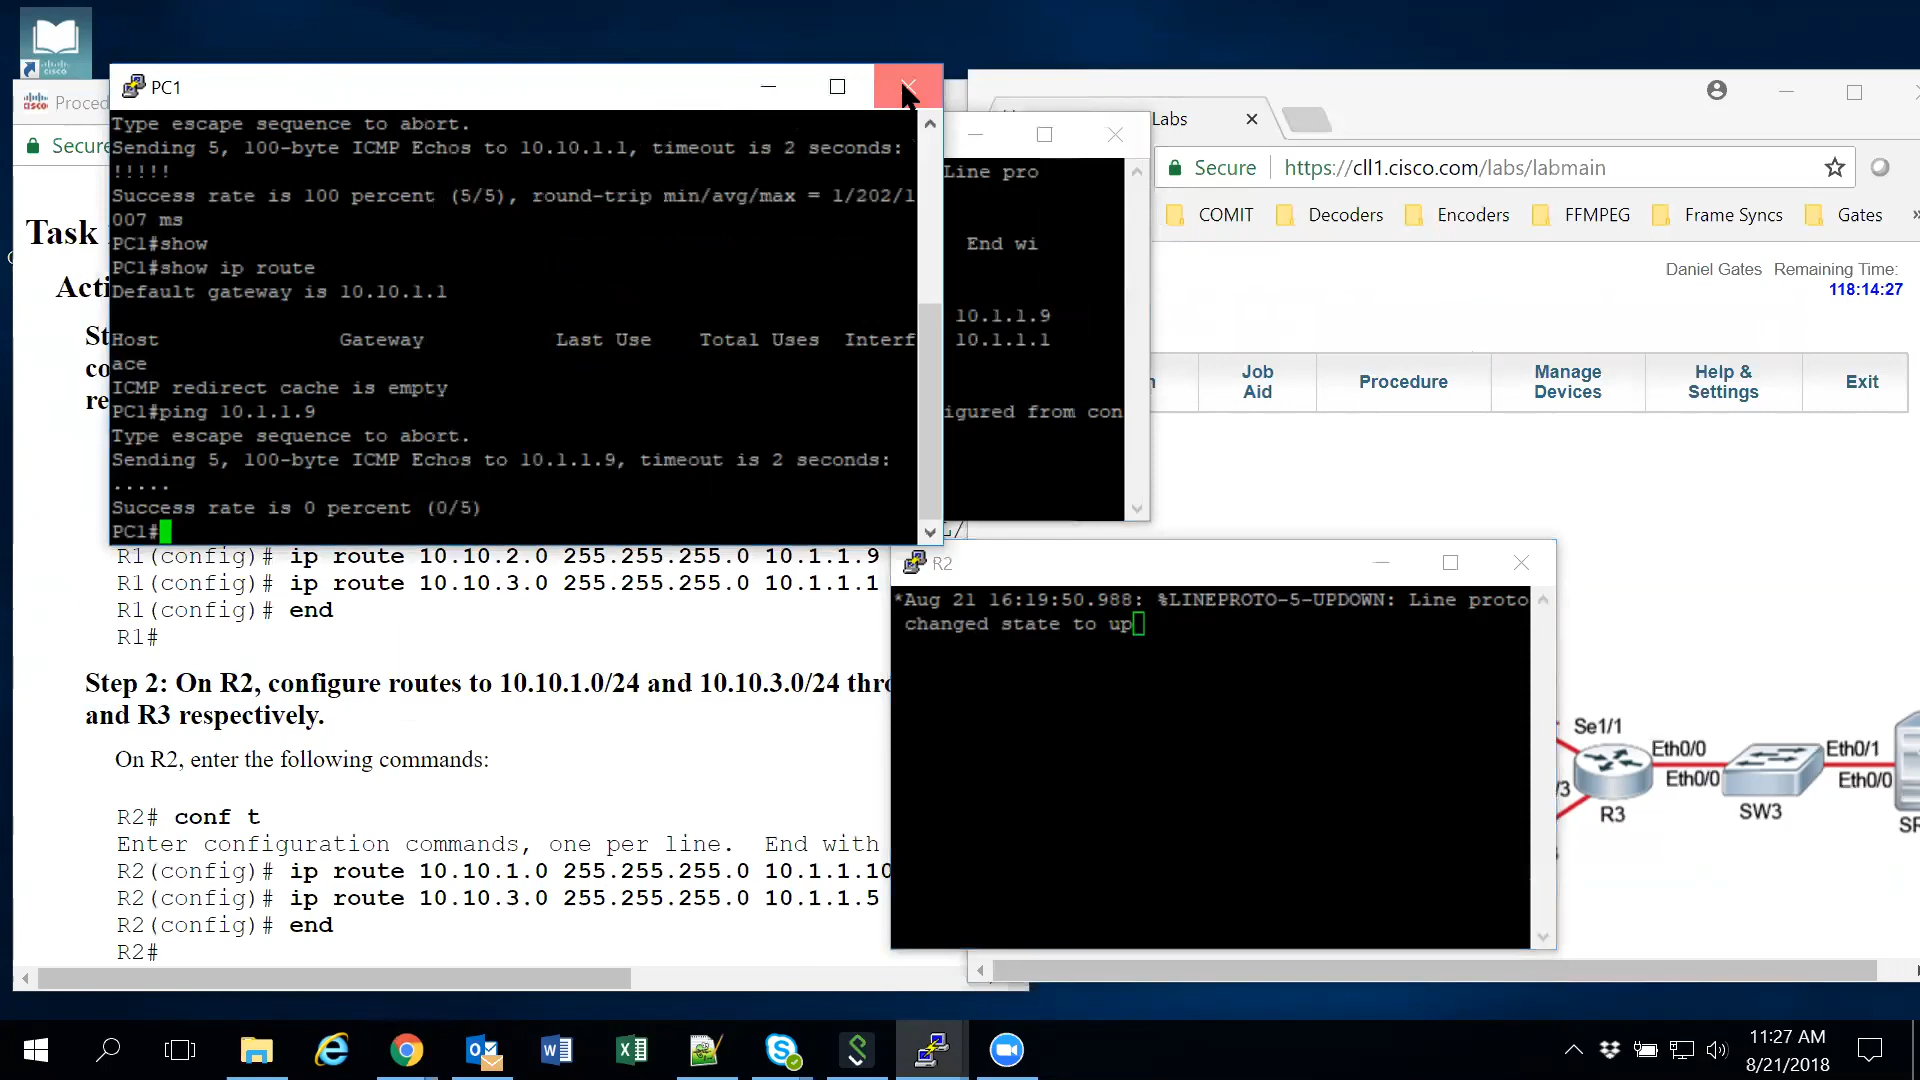 cisco
PC1
Type escape sequence to abort.
Sending 5, 100-byte ICMP Echos to 10.10.1.1, timeout is 2 seconds:
!!!!!
Success rate is 100 percent (5/5), round-trip min/avg/max = 1/202/1
007 ms
PC1#show
PC1#show ip route
Default gateway is 10.10.1.1
Host Gateway Last Use Total Uses Interf
ace
ICMP redirect cache is empty
PC1#ping 10.1.1.9
Type escape sequence to abort.
Sending 5, 100-byte ICMP Echos to 10.1.1.9, timeout is 2 seconds:
.....
Success rate is 0 percent (0/5)
PC1#
cisco Proced
Secure
Task
Acti
St
co
re
R1(config)# ip route 10.10.2.0 255.255.255.0 10.1.1.9
R1(config)# ip route 10.10.3.0 255.255.255.0 10.1.1.1
R1(config)# end
R1#
Step 2: On R2, configure routes to 10.10.1.0/24 and 10.10.3.0/24 thro
and R3 respectively.
On R2, enter the following commands:
R2# conf t
Enter configuration commands, one per line. End with
R2(config)# ip route 10.10.1.0 255.255.255.0 10.1.1.10
R2(config)# ip route 10.10.3.0 255.255.255.0 10.1.1.5
R2(config)# end
R2#
Line pro
End wi
10.1.1.9
10.1.1.1
igured from con
Labs
Secure https://cll1.cisco.com/labs/labmain
COMIT Decoders Encoders FFMPEG Frame Syncs Gates »
Daniel Gates Remaining Time:
118:14:27
Job Aid
Procedure
Manage Devices
Help & Settings
Exit
R2
*Aug 21 16:19:50.988: %LINEPROTO-5-UPDOWN: Line proto
changed state to up
Se1/1
Eth0/0
Eth0/1
/3
Eth0/0
Eth0/0
R3
SW3
SR
11:27 AM
8/21/2018